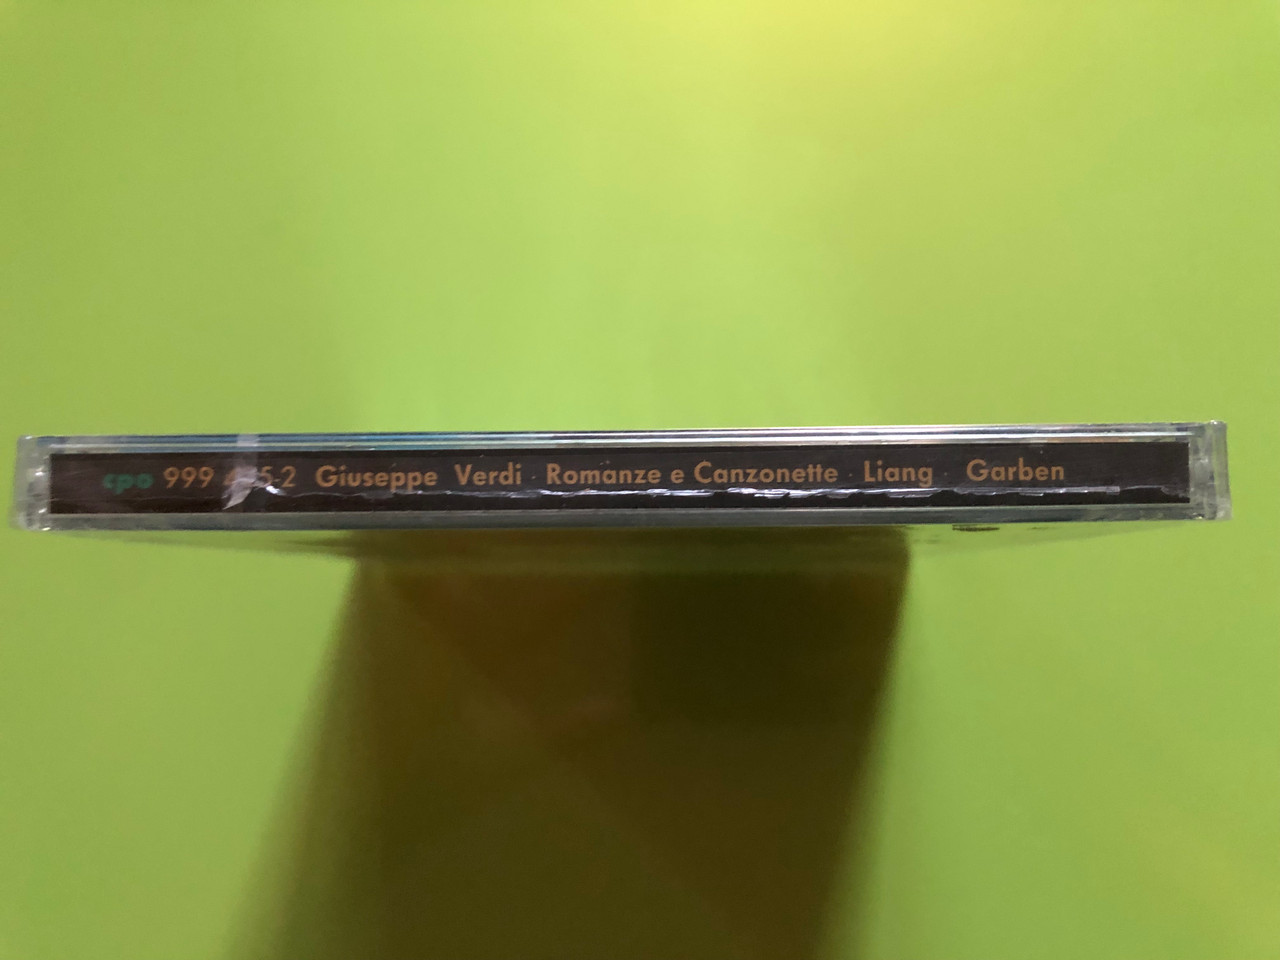 cpo 999 Giuseppe Verdi · Romanze e Canzonette · Liang · Garben